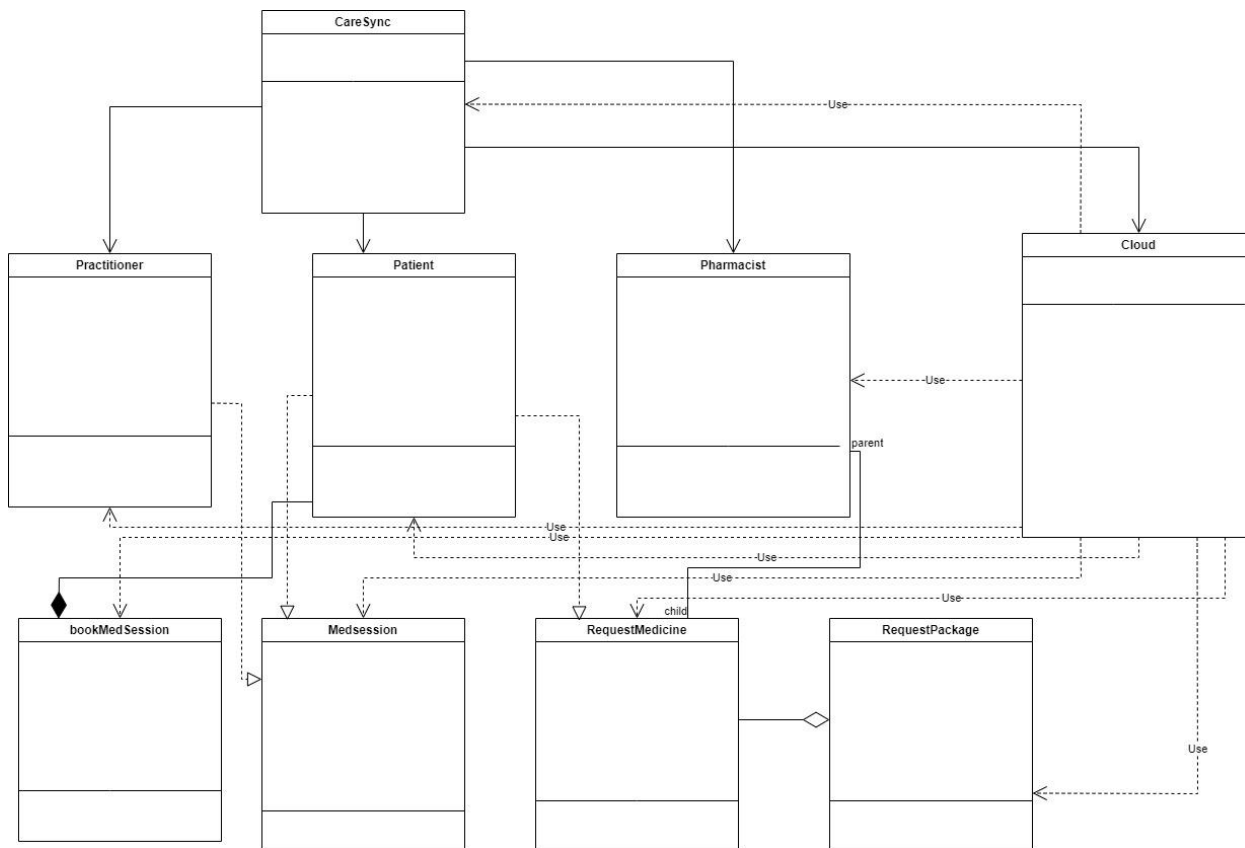 CareSync
Use
Cloud
Practitioner
Patient
Pharmacist
Use
parent
Use
Use
Use
Use
Use
child
bookMedSession
Medsession
RequestMedicine
RequestPackage
Use